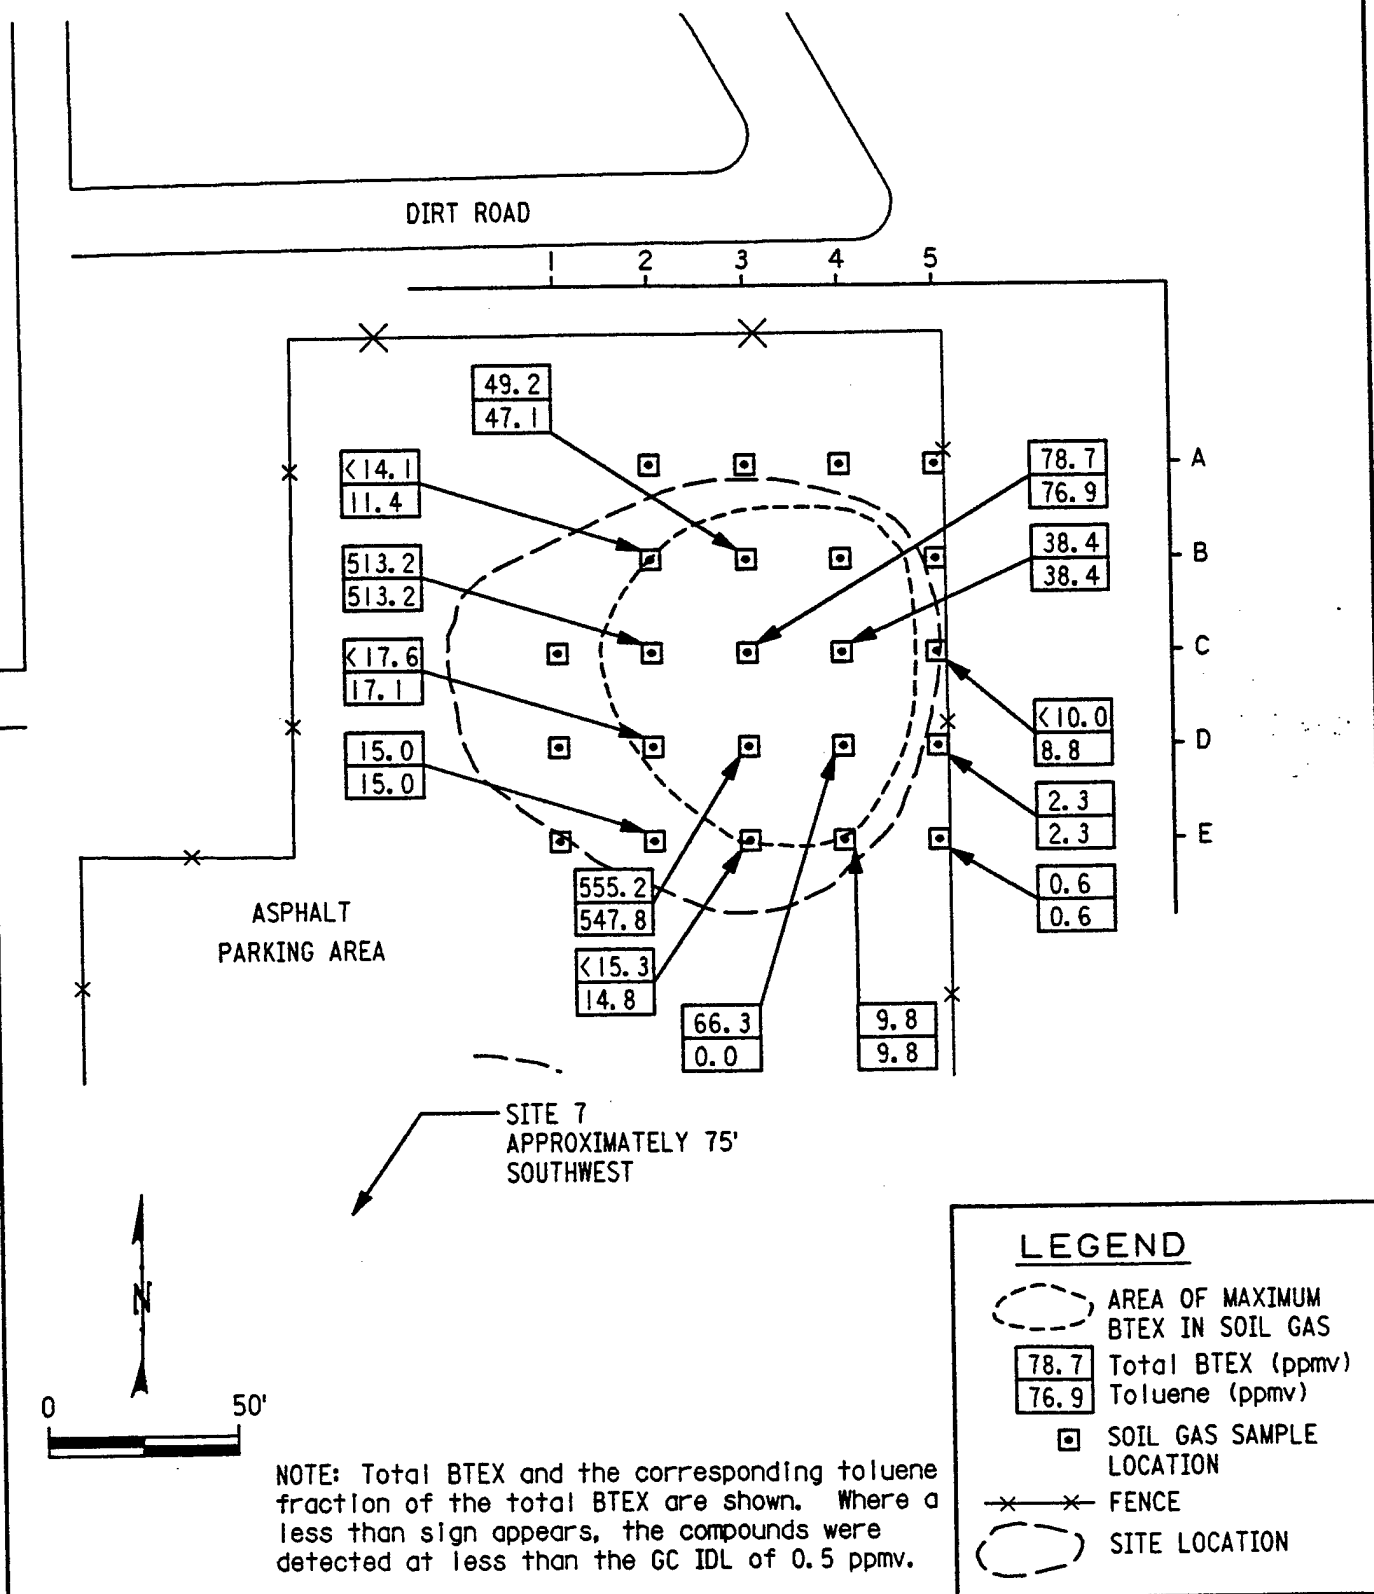 DIRT ROAD
1 2 3 4 5
49.2
47.1
A
<14.1
11.4
78.7
76.9
B
38.4
38.4
513.2
513.2
C
<17.6
17.1
<10.0
8.8
D
15.0
15.0
2.3
2.3
E
555.2
547.8
0.6
0.6
ASPHALT
PARKING AREA
<15.3
14.8
66.3
0.0
9.8
9.8
SITE 7
APPROXIMATELY 75'
SOUTHWEST
N
0 50'
NOTE: Total BTEX and the corresponding toluene
fraction of the total BTEX are shown. Where a
less than sign appears, the compounds were
detected at less than the GC IDL of 0.5 ppmv.
LEGEND
AREA OF MAXIMUM
BTEX IN SOIL GAS
78.7 Total BTEX (ppmv)
76.9 Toluene (ppmv)
SOIL GAS SAMPLE
LOCATION
FENCE
SITE LOCATION